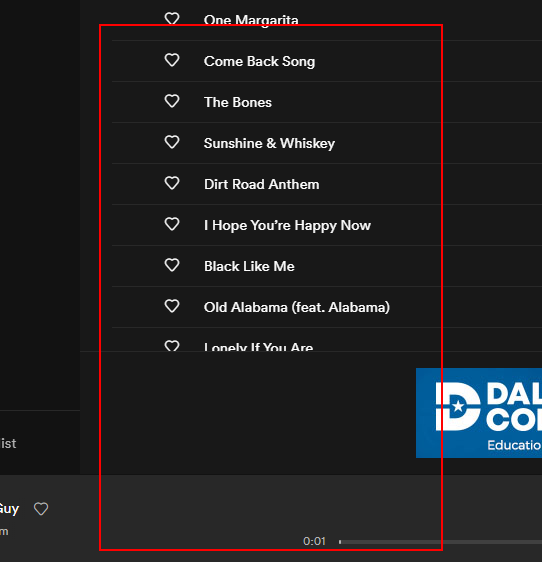 One Margarita
Come Back Song
The Bones
Sunshine & Whiskey
Dirt Road Anthem
I Hope You’re Happy Now
Black Like Me
Old Alabama (feat. Alabama)
Lonely If You Are
DAL
COL
Educatio
ist
Guy
m
0:01